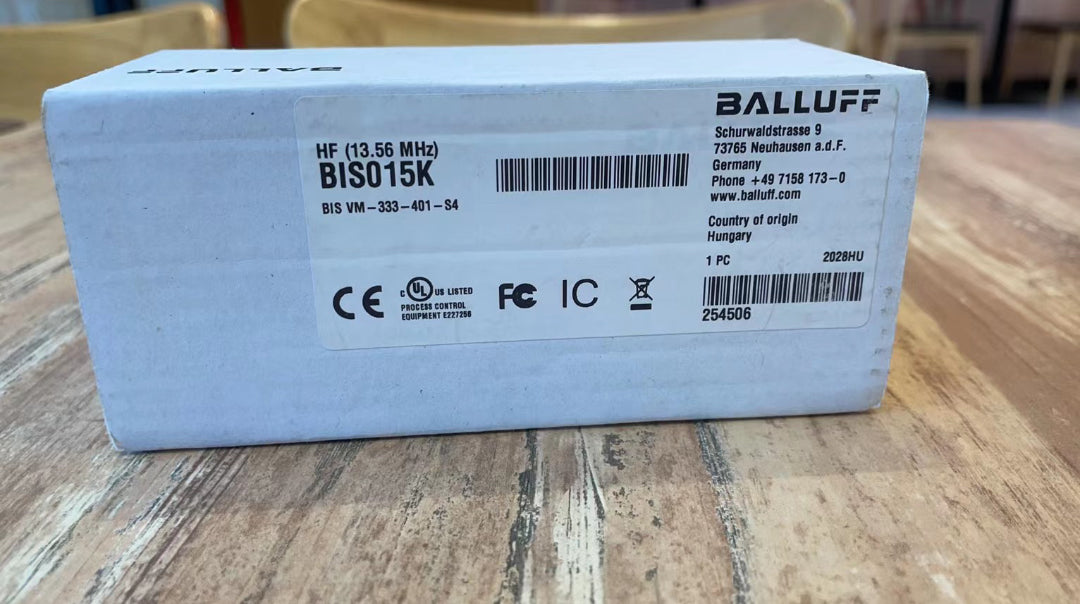 BALLUFF
HF (13.56 MHz)
BIS015K
BIS VM-333-401-S4
CE
C UL US LISTED
PROCESS CONTROL
EQUIPMENT E227256
FC
IC
BALLUFF
Schurwaldstrasse 9
73765 Neuhausen a.d.F.
Germany
Phone +49 7158 173-0
www.balluff.com
Country of origin
Hungary
1 PC 2028HU
254506